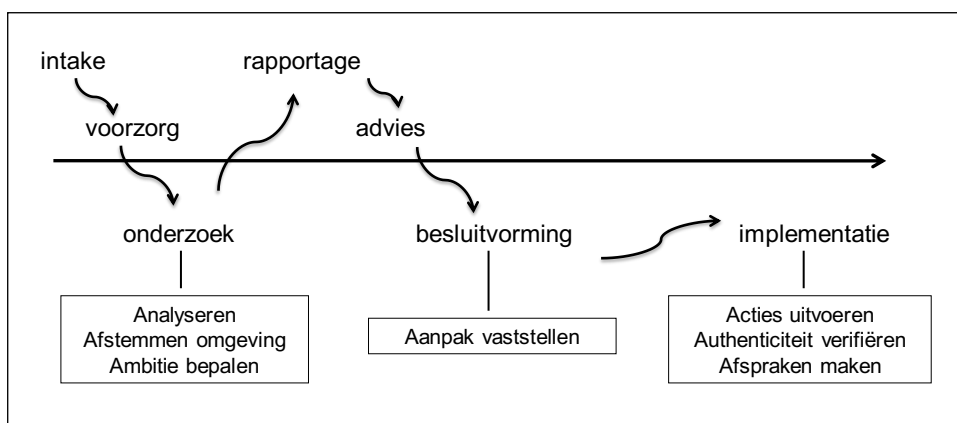 intake
rapportage
voorzorg
advies
onderzoek
besluitvorming
implementatie
Analyseren
Afstemmen omgeving
Ambitie bepalen
Aanpak vaststellen
Acties uitvoeren
Authenticiteit verifiëren
Afspraken maken